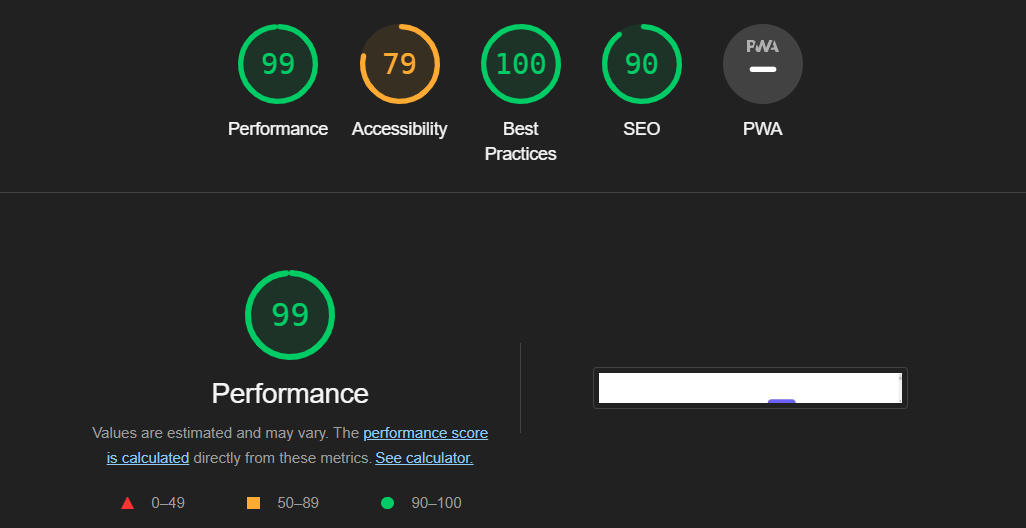 99
79
100
90
PWA
Performance
Accessibility
Best
Practices
SEO
PWA
99
Performance
Values are estimated and may vary. The performance score
is calculated directly from these metrics. See calculator.
0–49
50–89
90–100